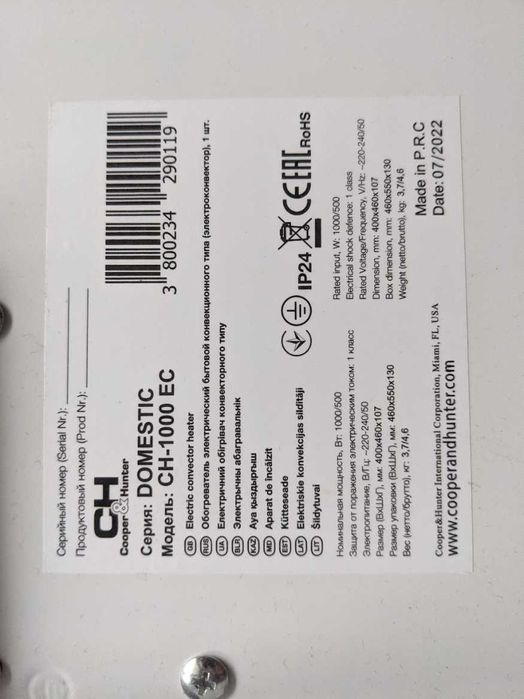 Серийный номер (Serial Nr.):
Продуктовый номер (Prod Nr.):
CH
Cooper&Hunter
3 800234 290119
Серия: DOMESTIC
Модель: CH-1000 EC
GB Electric convector heater
RUS Обогреватель электрический бытовой конвекционного типа (электроконвектор), 1 шт.
UA Електричний обігрівач конвекторного типу
BLR Электрычны абагравальнік
KAZ Ауа қыздырғыш
MD Aparat de încălzit
EST Kütteseade
LAT Elektriskie konvekcijas sildītāji
LIT Šildytuvai
IP24 CE EAC RoHS
Номинальная мощность, Вт: 1000/500
Защита от поражения электрическим током: 1 класс
Электропитание, В/Гц: ~220-240/50
Размер (ВхШхГ), мм: 400x460x107
Размер упаковки (ВхШхГ), мм: 460x550x130
Вес (нетто/брутто), кг: 3,7/4,6
Rated input, W: 1000/500
Electrical shock defence: 1 class
Rated Voltage/Frequency, V/Hz: ~220-240/50
Dimension, mm: 400x460x107
Box dimension, mm: 460x550x130
Weight (netto/brutto), kg: 3,7/4,6
Made in P.R.C
Date: 07/2022
Cooper&Hunter International Corporation, Miami, FL, USA
www.cooperandhunter.com